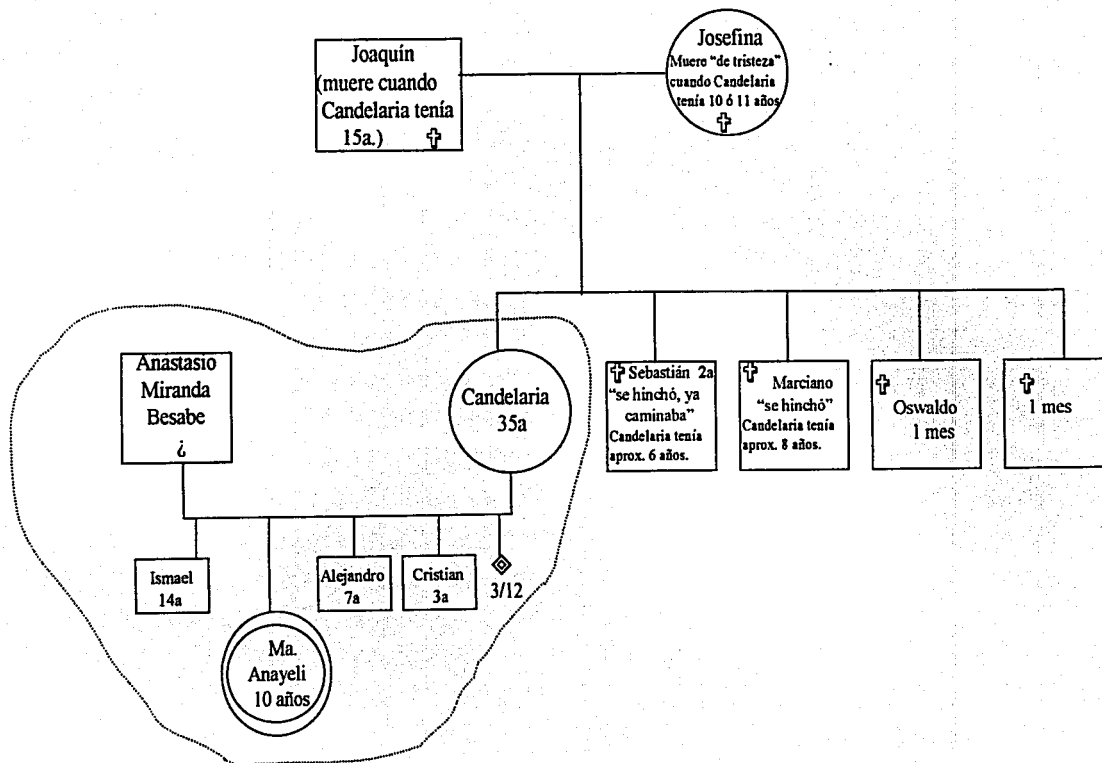 Joaquín
(muere cuando
Candelaria tenía
15a.)
Josefina
Muere “de tristeza”
cuando Candelaria
tenía 10 ó 11 años
Anastasio
Miranda
Besabe
¿
Candelaria
35a
Sebastián 2a
“se hinchó, ya
caminaba”
Candelaria tenía
aprox. 6 años.
Marciano
“se hinchó”
Candelaria tenía
aprox. 8 años.
Oswaldo
1 mes
1 mes
Ismael
14a
Alejandro
7a
Cristian
3a
3/12
Ma.
Anayeli
10 años